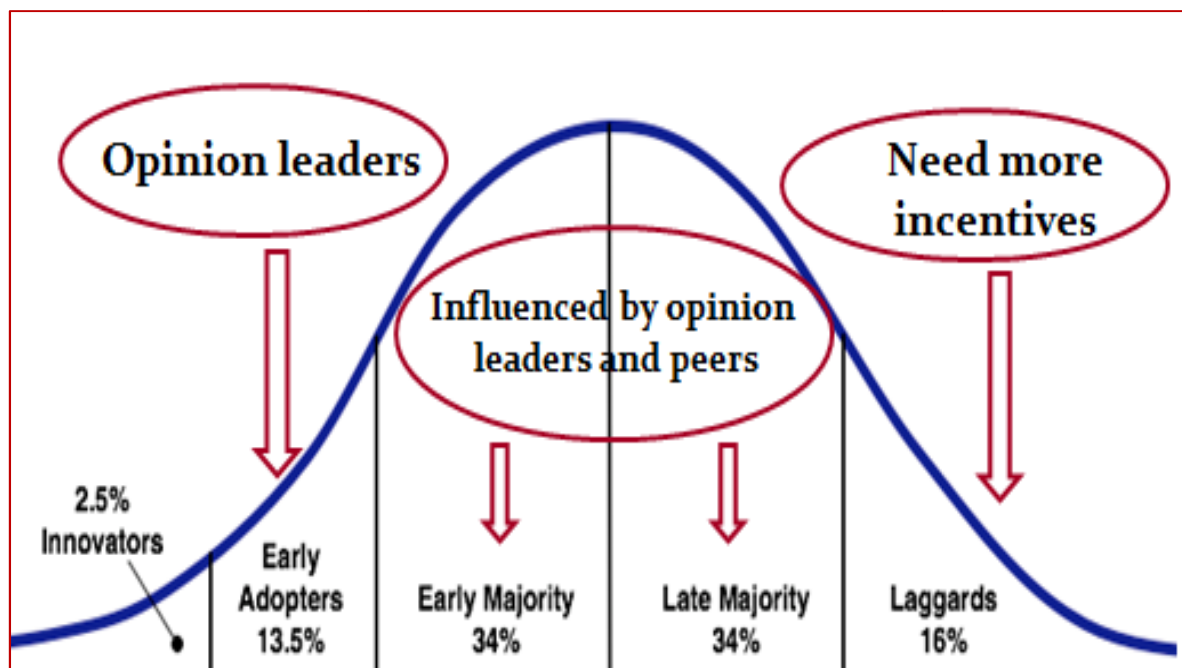 Opinion leaders
Need more
incentives
Influenced by opinion
leaders and peers
2.5%
Innovators
Early
Adopters
13.5%
Early Majority
34%
Late Majority
34%
Laggards
16%